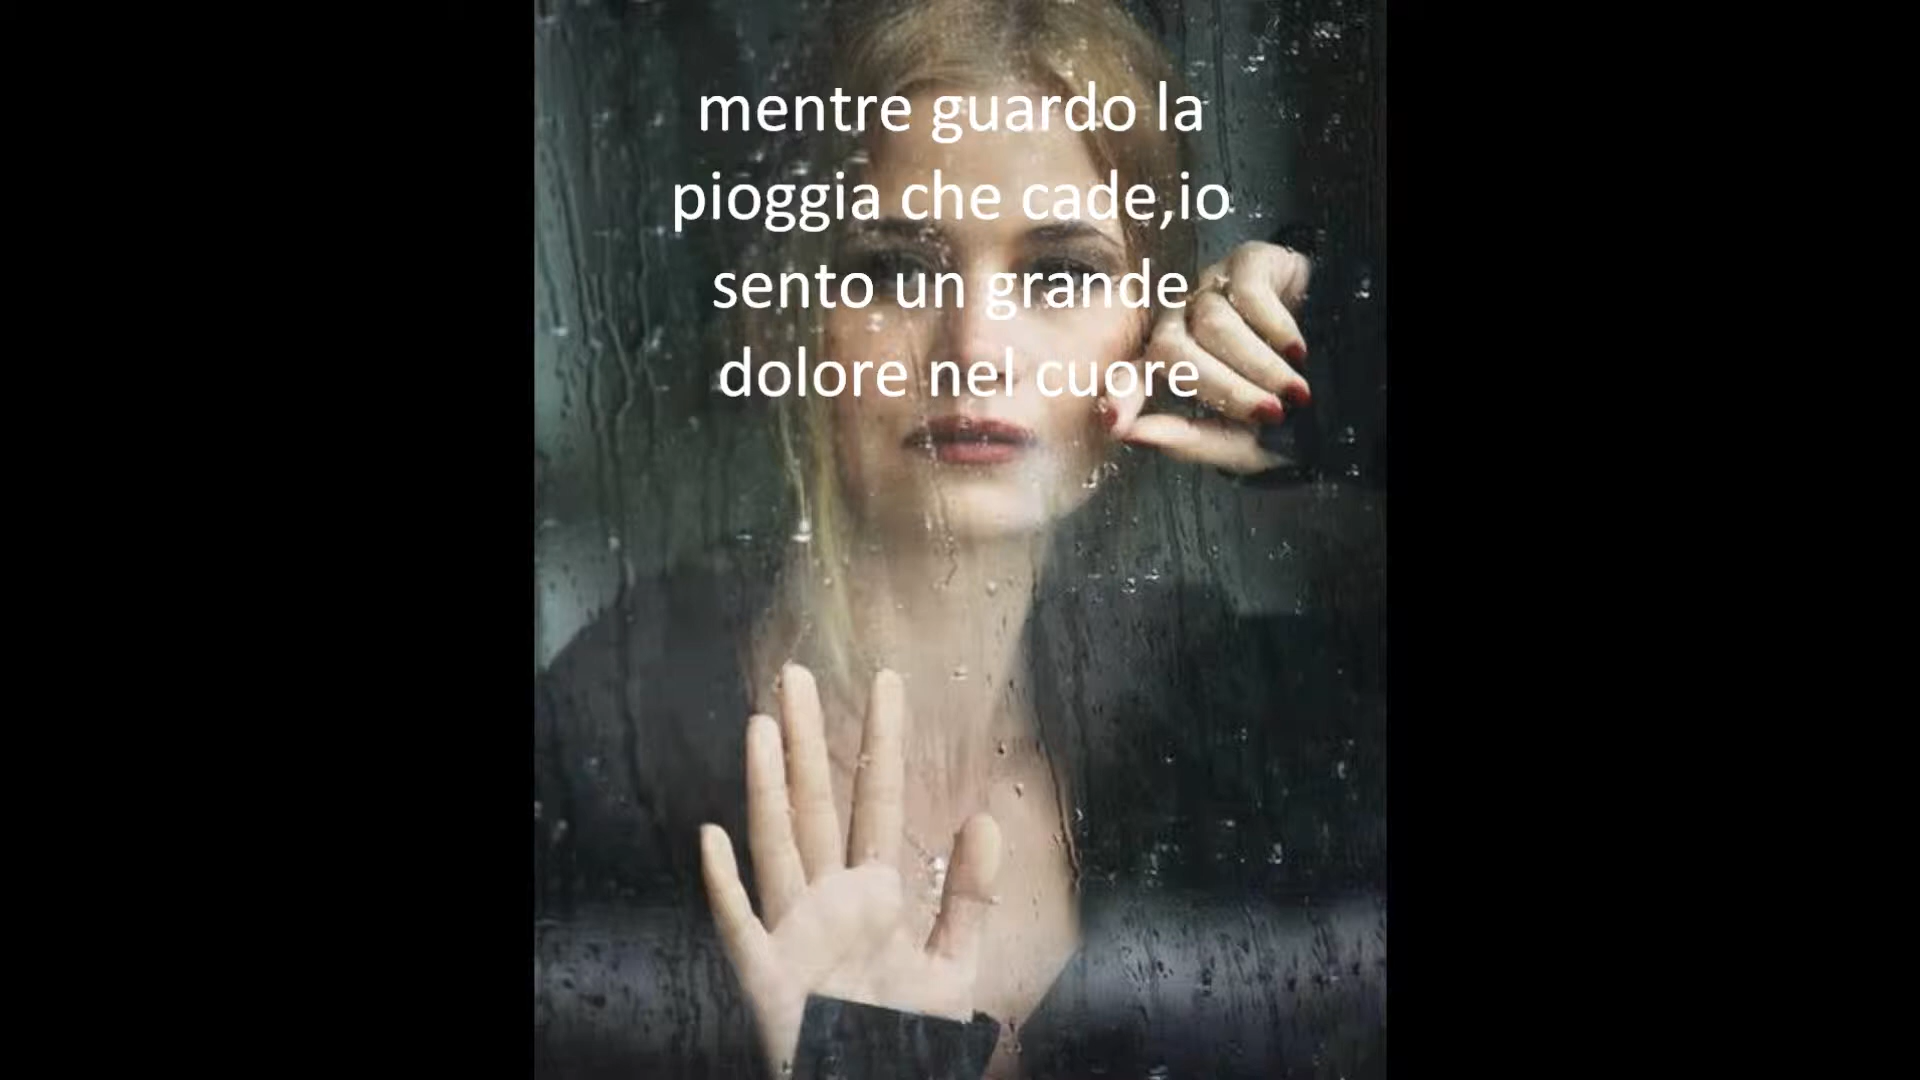 mentre guardo la
pioggia che cade,io
sento un grande
dolore nel cuore